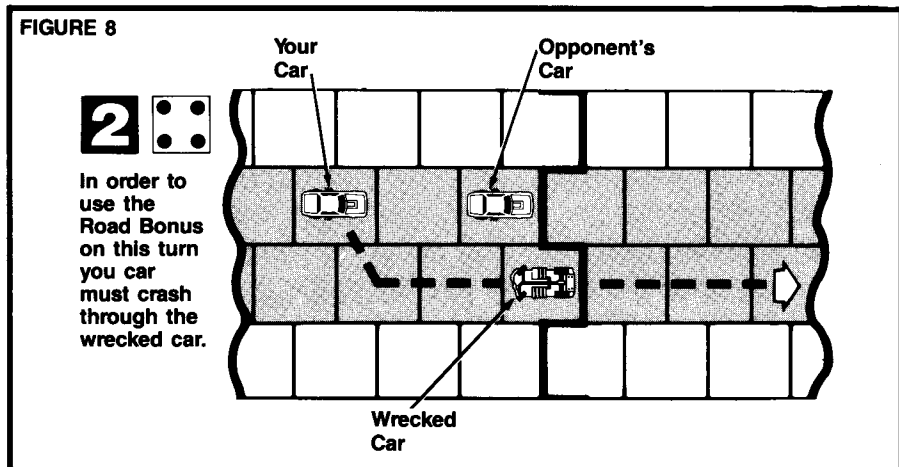 FIGURE 8
Your
Car
Opponent's
Car
2
In order to
use the
Road Bonus
on this turn
you car
must crash
through the
wrecked car.
Wrecked
Car